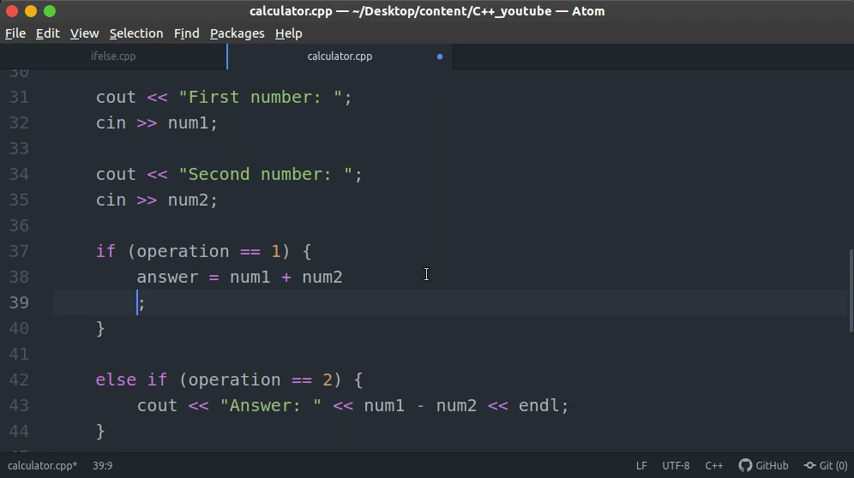 calculator.cpp — ~/Desktop/content/C++_youtube — Atom
File Edit View Selection Find Packages Help
ifelse.cpp calculator.cpp
30
31 cout << "First number: ";
32 cin >> num1;
33
34 cout << "Second number: ";
35 cin >> num2;
36
37 if (operation == 1) {
38 answer = num1 + num2
39 ;
40 }
41
42 else if (operation == 2) {
43 cout << "Answer: " << num1 - num2 << endl;
44 }
calculator.cpp* 39:9 LF UTF-8 C++ GitHub Git (0)